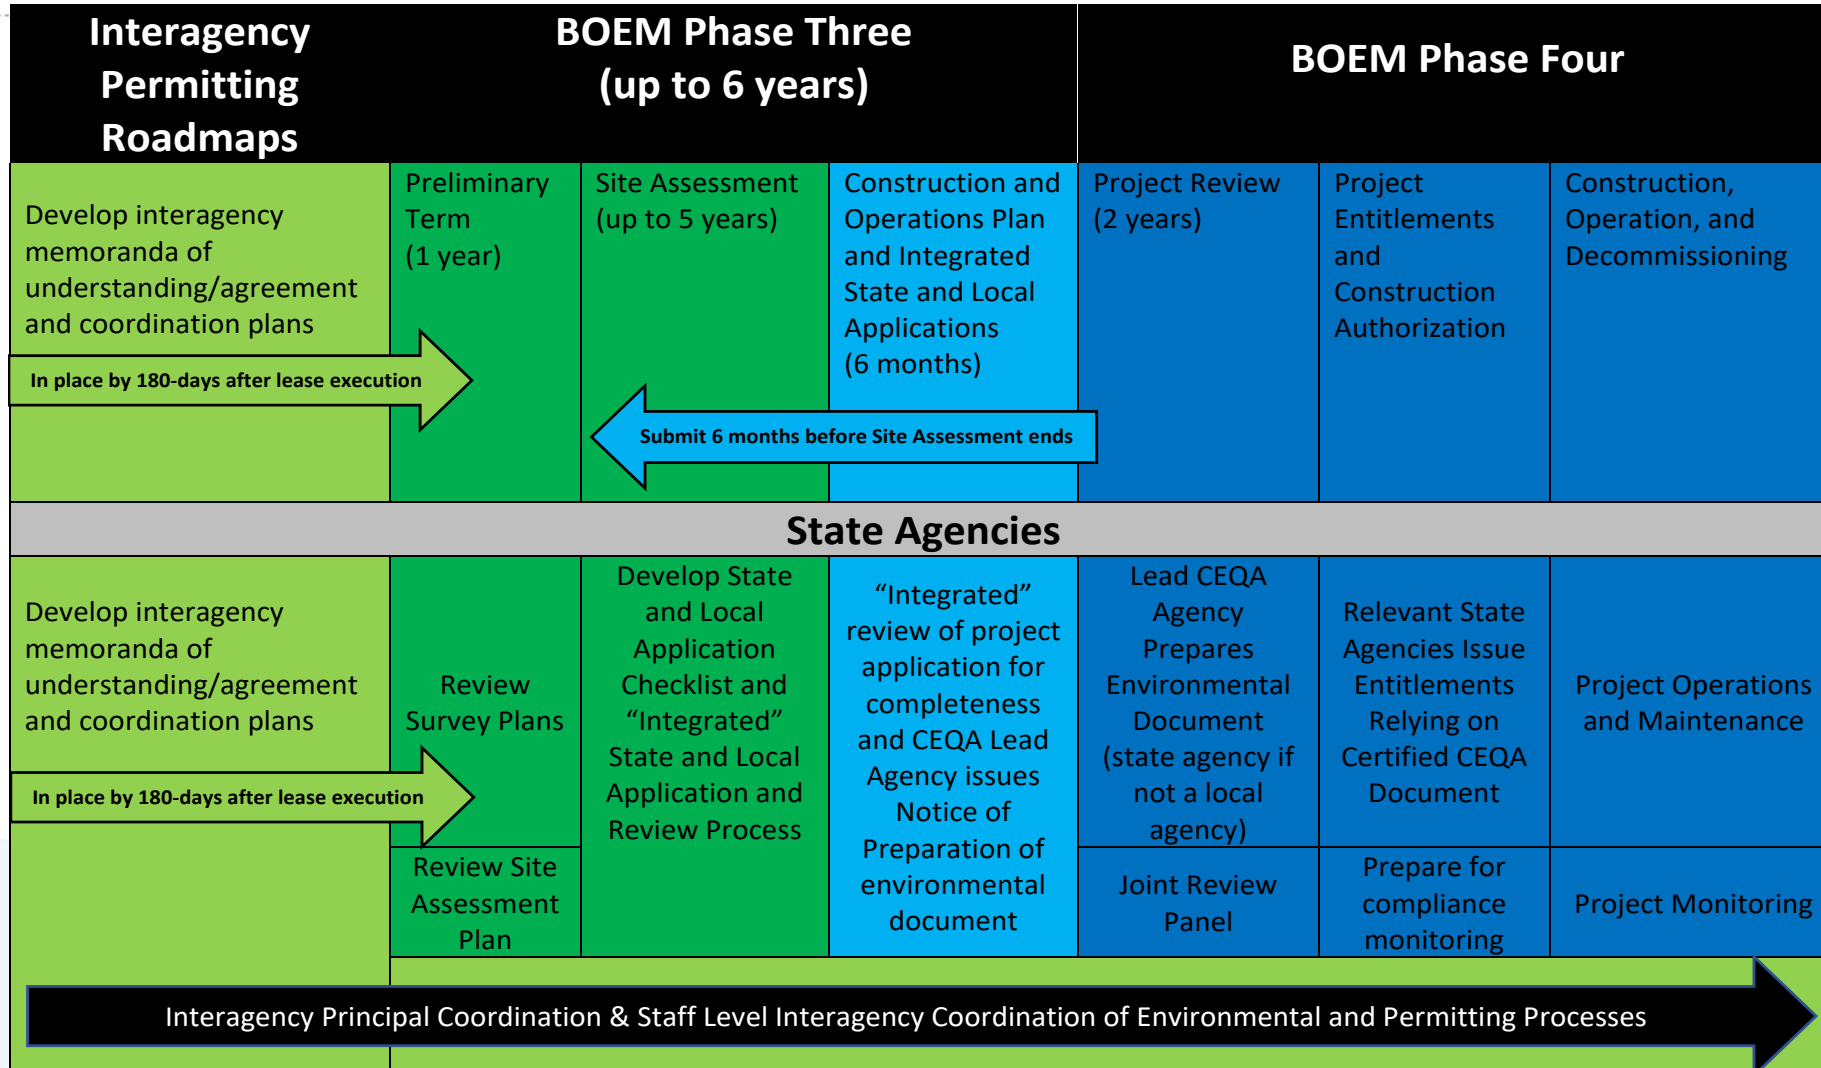 Interagency
Permitting
Roadmaps
BOEM Phase Three
(up to 6 years)
BOEM Phase Four
Develop interagency
memoranda of
understanding/agreement
and coordination plans
In place by 180-days after lease execution
Preliminary
Term
(1 year)
Site Assessment
(up to 5 years)
Construction and
Operations Plan
and Integrated
State and Local
Applications
(6 months)
Submit 6 months before Site Assessment ends
Project Review
(2 years)
Project
Entitlements
and
Construction
Authorization
Construction,
Operation, and
Decommissioning
State Agencies
Develop interagency
memoranda of
understanding/agreement
and coordination plans
In place by 180-days after lease execution
Review
Survey Plans
Review Site
Assessment
Plan
Develop State
and Local
Application
Checklist and
“Integrated”
State and Local
Application and
Review Process
“Integrated”
review of project
application for
completeness
and CEQA Lead
Agency issues
Notice of
Preparation of
environmental
document
Lead CEQA
Agency
Prepares
Environmental
Document
(state agency if
not a local
agency)
Joint Review
Panel
Relevant State
Agencies Issue
Entitlements
Relying on
Certified CEQA
Document
Prepare for
compliance
monitoring
Project Operations
and Maintenance
Project Monitoring
Interagency Principal Coordination & Staff Level Interagency Coordination of Environmental and Permitting Processes